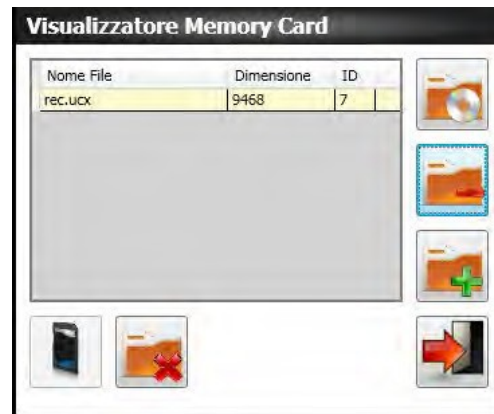 Visualizzatore Memory Card
Nome File Dimensione ID
rec.ucx 9468 7